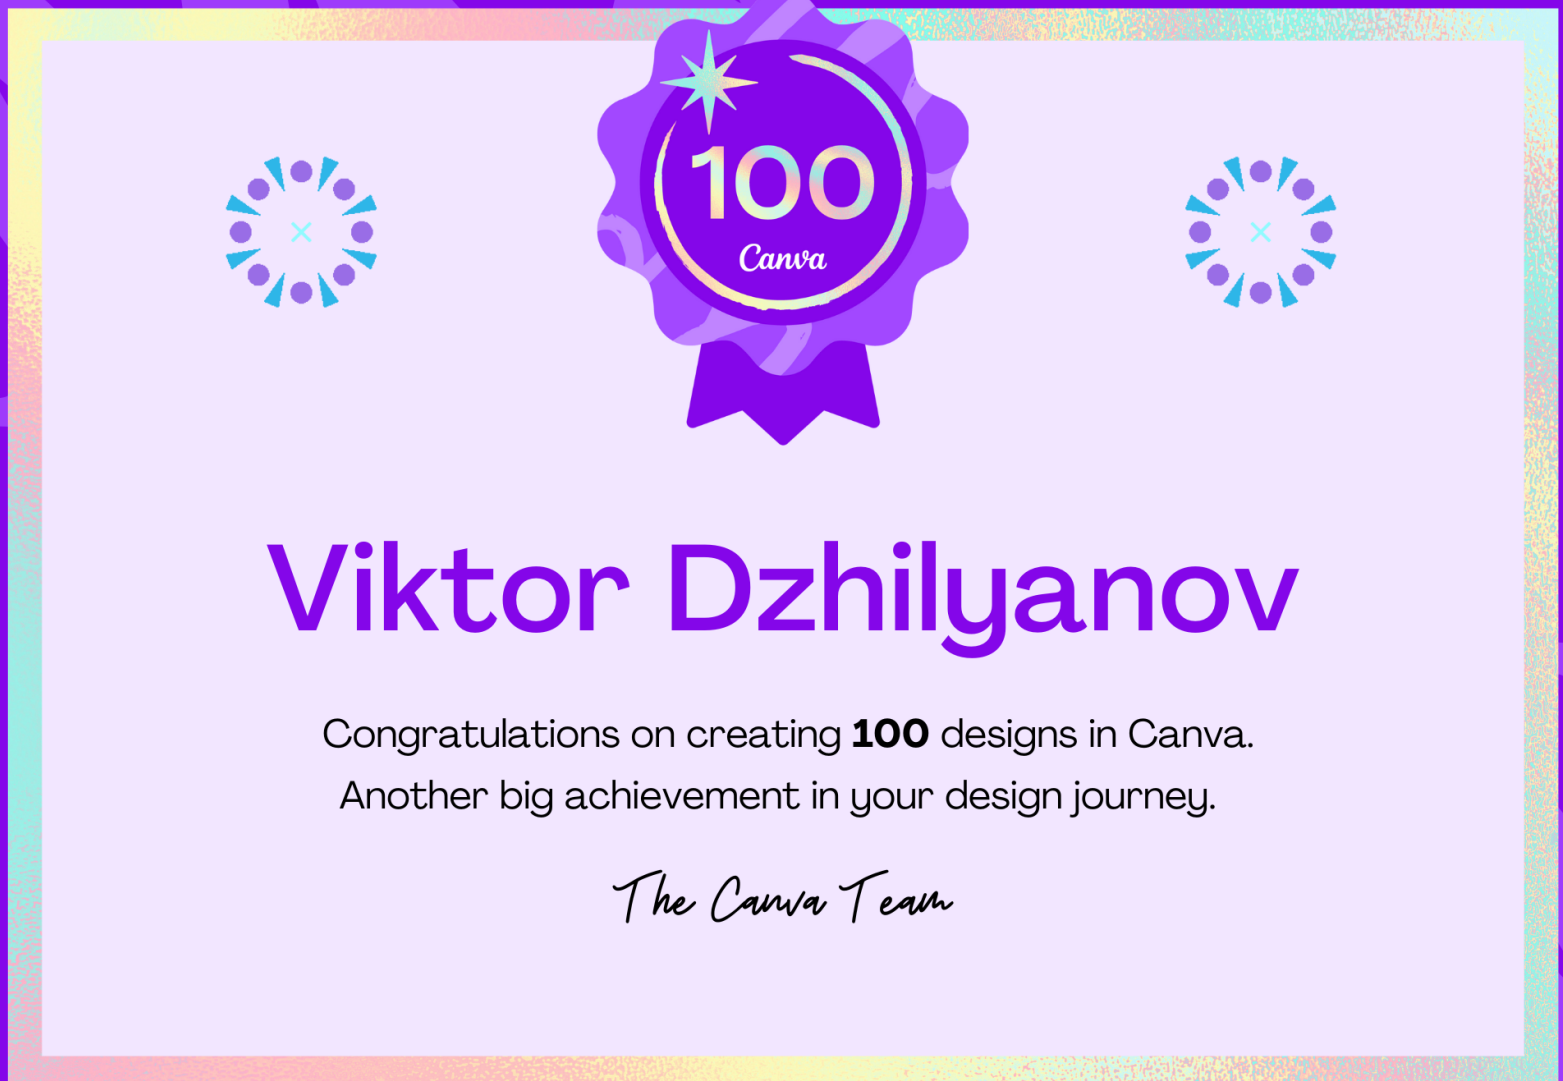 100
Canva
Viktor Dzhilyanov
Congratulations on creating 100 designs in Canva.
Another big achievement in your design journey.
The Canva Team